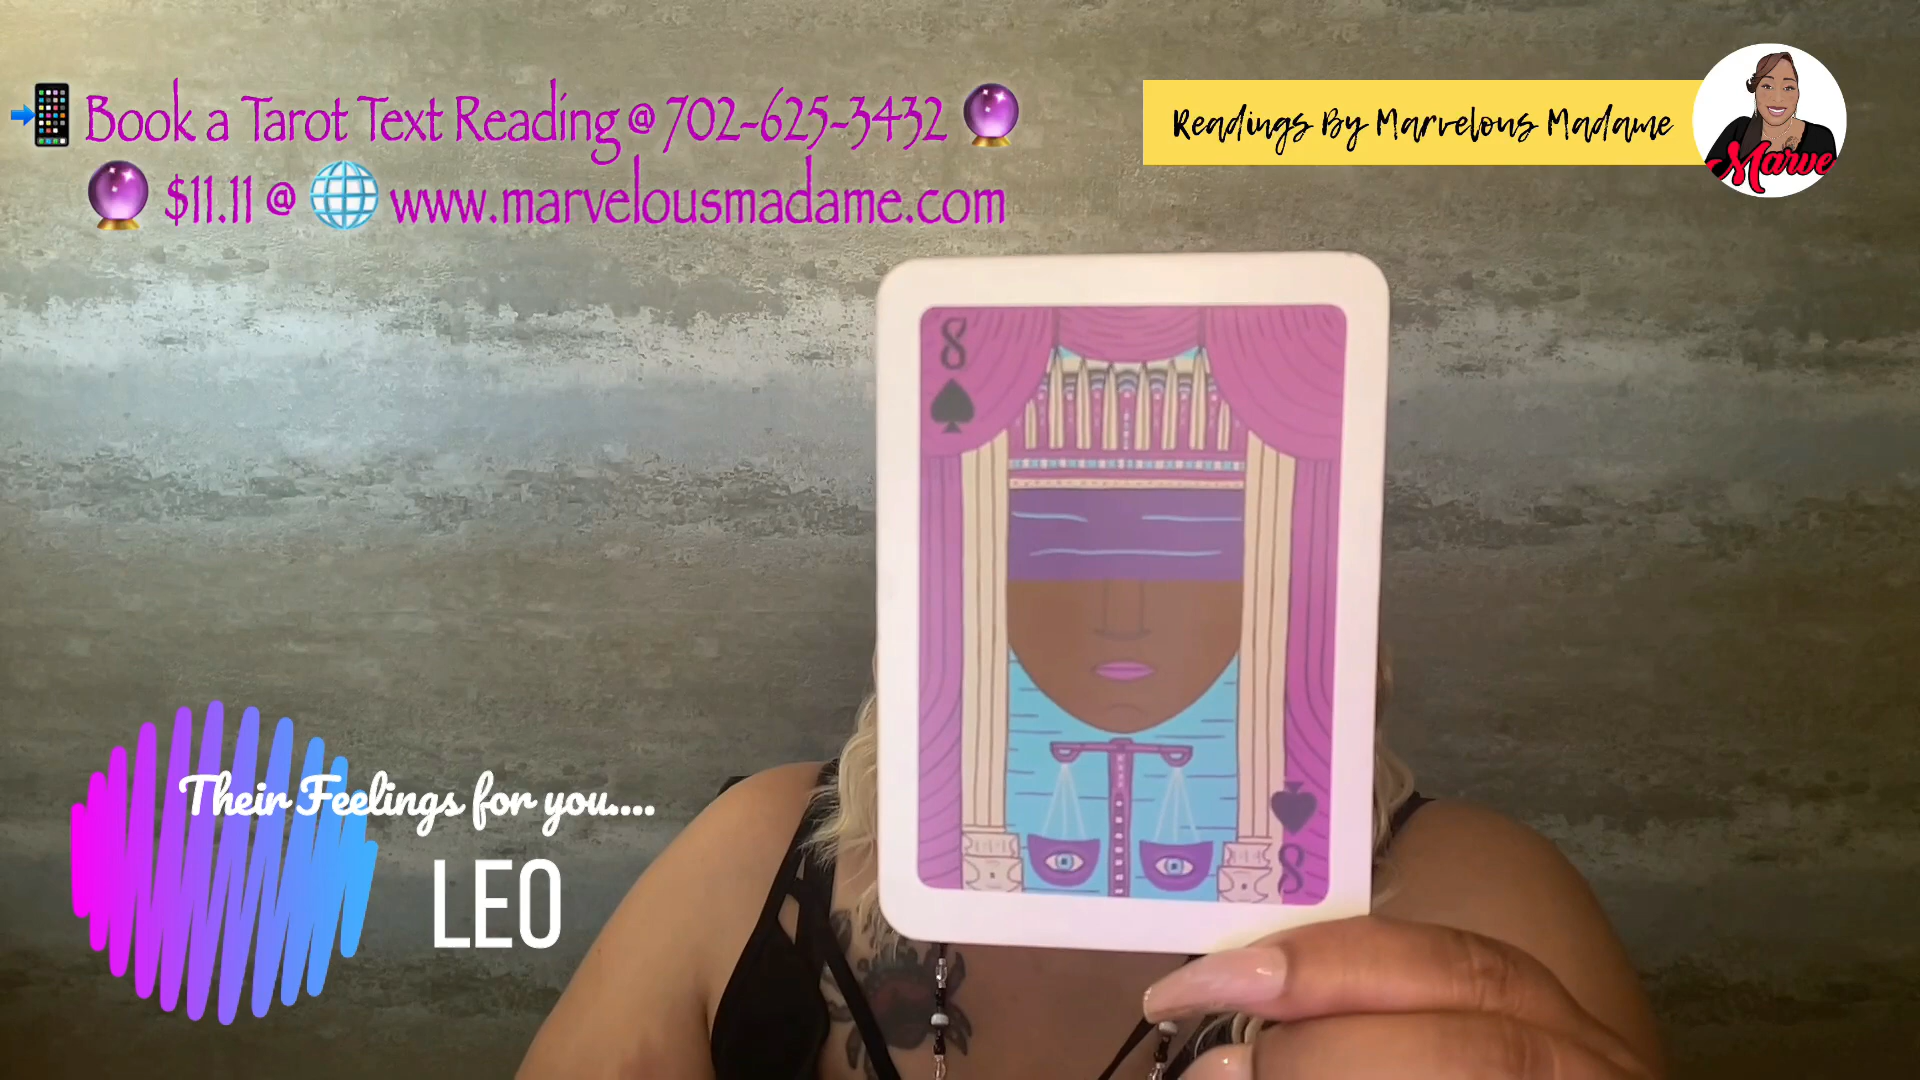 Book a Tarot Text Reading @ 702-625-3432
$11.11 @ www.marvelousmadame.com
Readings By Marvelous Madame
Marve
8
8
Their Feelings for you....
LEO